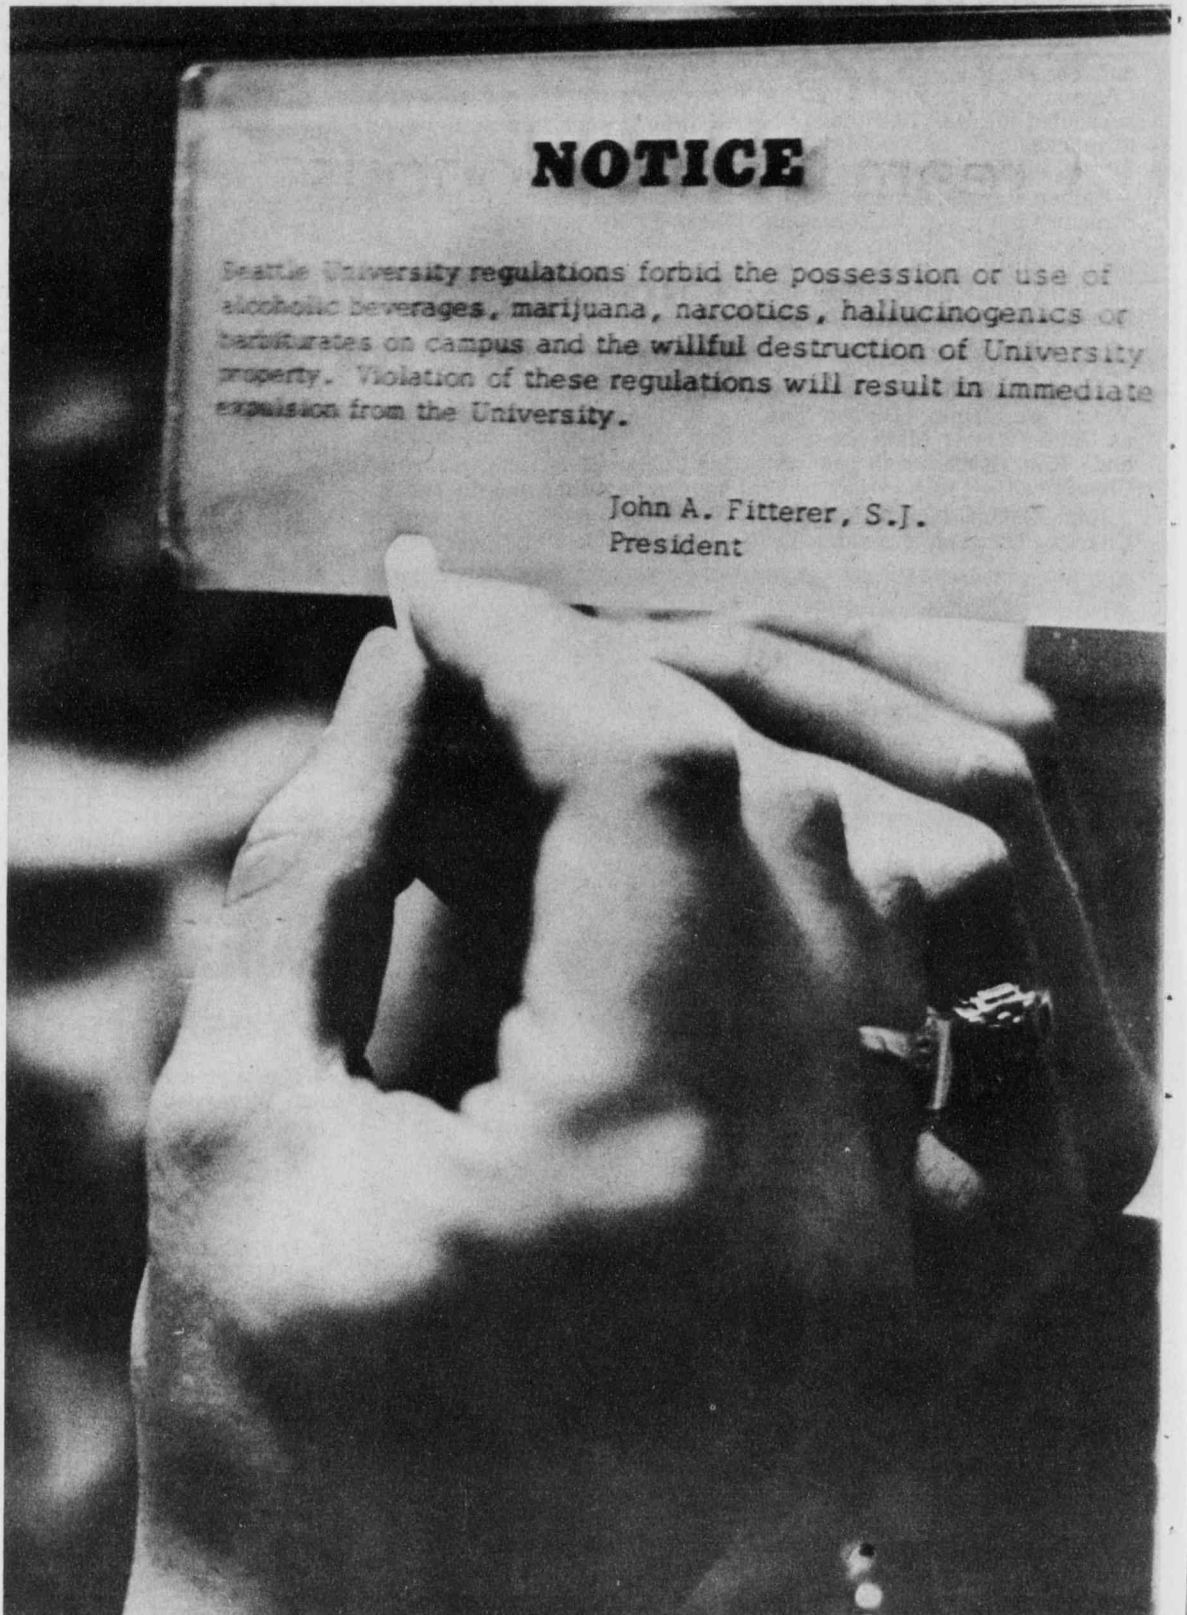 NOTICE
Seattle University regulations forbid the possession or use of
alcoholic beverages, marijuana, narcotics, hallucinogenics or
barbiturates on campus and the willful destruction of University
property. Violation of these regulations will result in immediate
expulsion from the University.
John A. Fitterer, S.J.
President